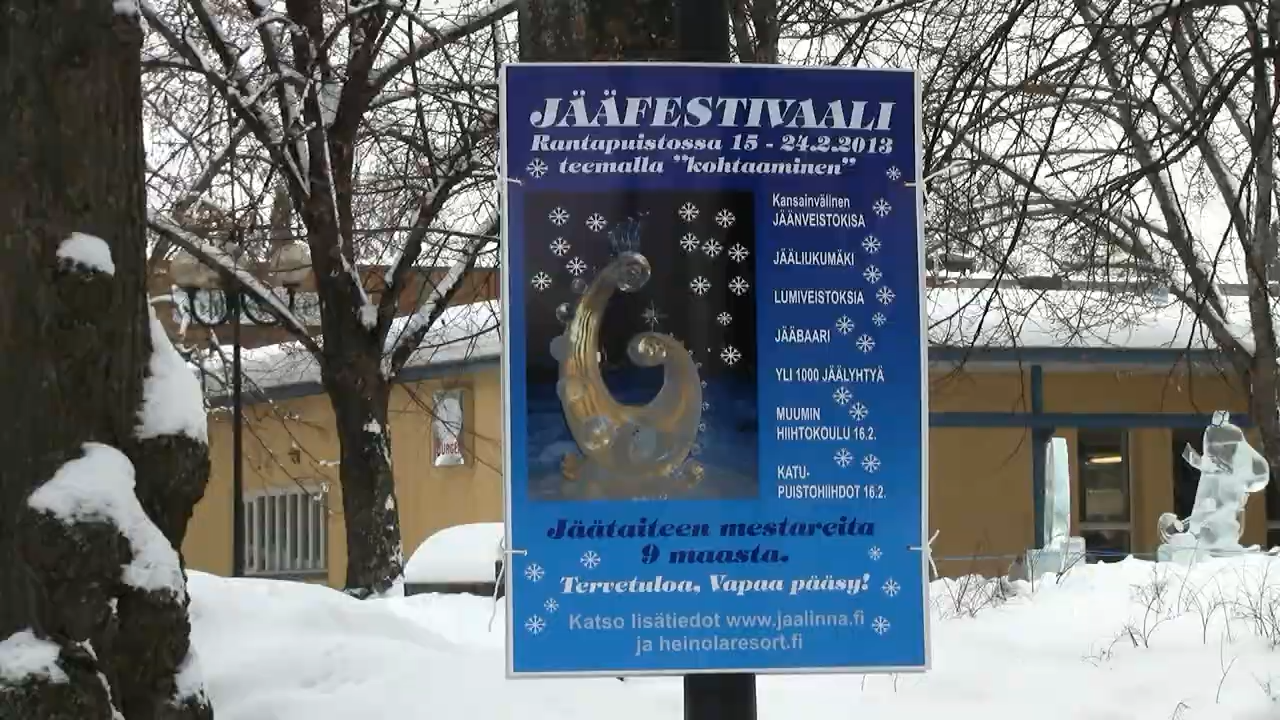 JÄÄFESTIVAALI
Rantapuistossa 15 - 24.2.2013
teemalla "kohtaaminen"
Kansainvälinen
JÄÄNVEISTOKISA
JÄÄLIUKUMÄKI
LUMIVEISTOKSIA
JÄÄBAARI
YLI 1000 JÄÄLYHTYÄ
MUUMIN
HIIHTOKOULU 16.2.
KATU-
PUISTOHIIHDOT 16.2.
Jäätaiteen mestareita
9 maasta.
Tervetuloa, Vapaa pääsy!
Katso lisätiedot www.jaalinna.fi
ja heinolaresort.fi